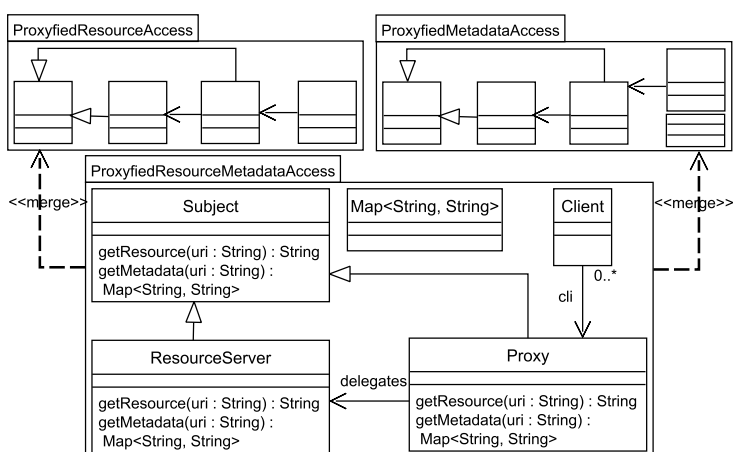 ProxyfiedResourceAccess
ProxyfiedMetadataAccess
ProxyfiedResourceMetadataAccess
<<merge>>
<<merge>>
Subject
getResource(uri : String) : String
getMetadata(uri : String) :
Map<String, String>
Map<String, String>
Client
0..*
cli
ResourceServer
getResource(uri : String) : String
getMetadata(uri : String) :
Map<String, String>
delegates
Proxy
getResource(uri : String) : String
getMetadata(uri : String) :
Map<String, String>